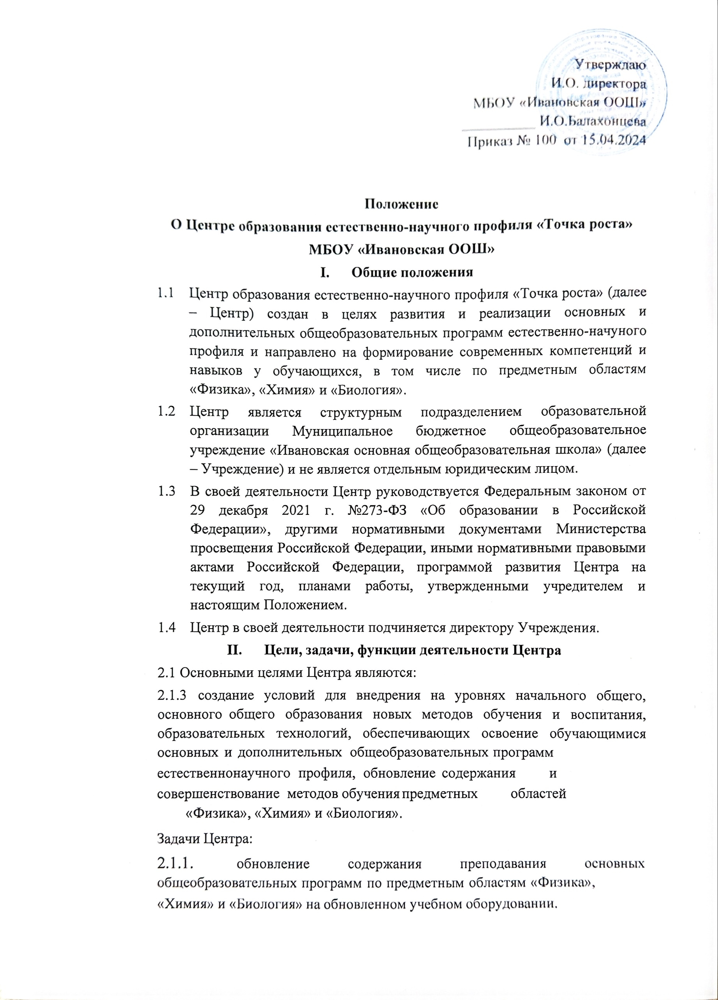 Утверждаю
И.О. директора
МБОУ «Ивановская ООШ»
____________ И.О.Балахонцева
Приказ № 100 от 15.04.2024
Положение
О Центре образования естественно-научного профиля «Точка роста»
МБОУ «Ивановская ООШ»
I. Общие положения
1.1 Центр образования естественно-научного профиля «Точка роста» (далее
– Центр) создан в целях развития и реализации основных и
дополнительных общеобразовательных программ естественно-начуного
профиля и направлено на формирование современных компетенций и
навыков у обучающихся, в том числе по предметным областям
«Физика», «Химия» и «Биология».
1.2 Центр является структурным подразделением образовательной
организации Муниципальное бюджетное общеобразовательное
учреждение «Ивановская основная общеобразовательная школа» (далее
– Учреждение) и не является отдельным юридическим лицом.
1.3 В своей деятельности Центр руководствуется Федеральным законом от
29 декабря 2021 г. №273-ФЗ «Об образовании в Российской
Федерации», другими нормативными документами Министерства
просвещения Российской Федерации, иными нормативными правовыми
актами Российской Федерации, программой развития Центра на
текущий год, планами работы, утвержденными учредителем и
настоящим Положением.
1.4 Центр в своей деятельности подчиняется директору Учреждения.
II. Цели, задачи, функции деятельности Центра
2.1 Основными целями Центра являются:
2.1.3 создание условий для внедрения на уровнях начального общего,
основного общего образования новых методов обучения и воспитания,
образовательных технологий, обеспечивающих освоение обучающимися
основных и дополнительных общеобразовательных программ
естественнонаучного профиля, обновление содержания и
совершенствование методов обучения предметных областей
«Физика», «Химия» и «Биология».
Задачи Центра:
2.1.1. обновление содержания преподавания основных
общеобразовательных программ по предметным областям «Физика»,
«Химия» и «Биология» на обновленном учебном оборудовании.